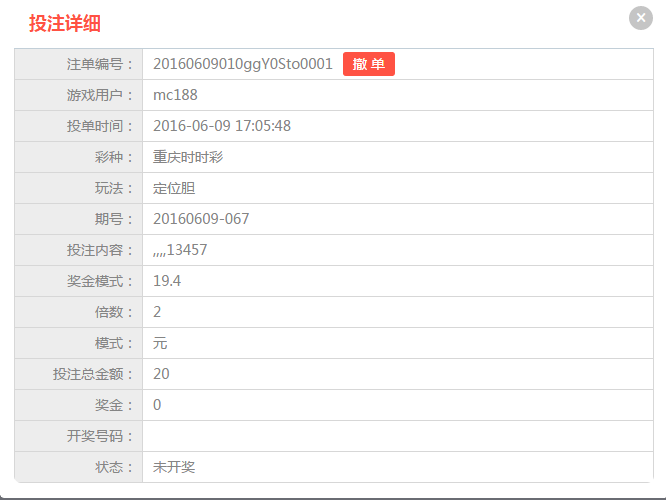 投注详细
×
注单编号： 20160609010ggY0Sto0001 撤 单
游戏用户： mc188
投单时间： 2016-06-09 17:05:48
彩种： 重庆时时彩
玩法： 定位胆
期号： 20160609-067
投注内容： ,,,,13457
奖金模式： 19.4
倍数： 2
模式： 元
投注总金额： 20
奖金： 0
开奖号码：
状态： 未开奖